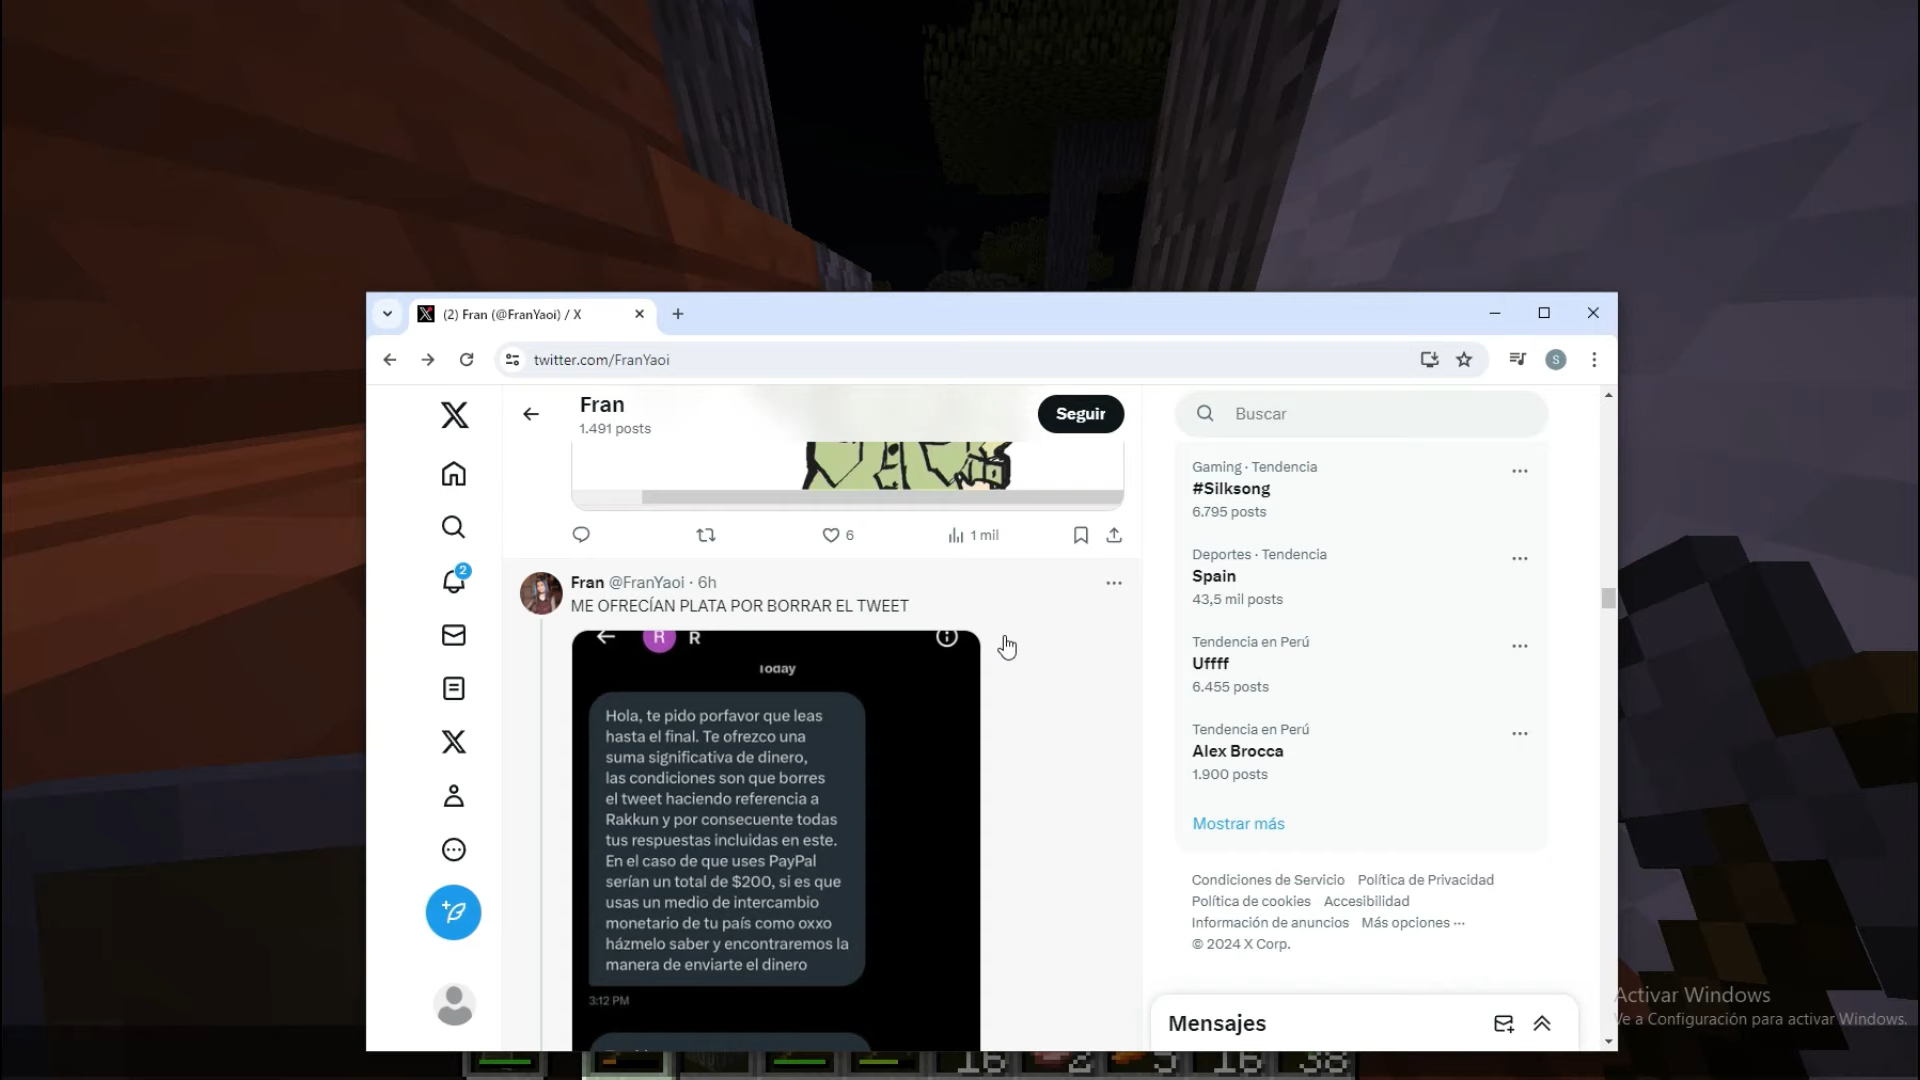 (2) Fran (@FranYaoi) / X
twitter.com/FranYaoi
S
Fran
1.491 posts
Seguir
Buscar
6
1 mil
Fran @FranYaoi · 6h
ME OFRECÍAN PLATA POR BORRAR EL TWEET
R R
Today
Hola, te pido porfavor que leas
hasta el final. Te ofrezco una
suma significativa de dinero,
las condiciones son que borres
el tweet haciendo referencia a
Rakkun y por consecuente todas
tus respuestas incluidas en este.
En el caso de que uses PayPal
serían un total de $200, si es que
usas un medio de intercambio
monetario de tu país como oxxo
házmelo saber y encontraremos la
manera de enviarte el dinero
3:12 PM
2
Gaming · Tendencia
#Silksong
6.795 posts
Deportes · Tendencia
Spain
43,5 mil posts
Tendencia en Perú
Uffff
6.455 posts
Tendencia en Perú
Alex Brocca
1.900 posts
Mostrar más
Condiciones de Servicio Política de Privacidad
Política de cookies Accesibilidad
Información de anuncios Más opciones ···
© 2024 X Corp.
Mensajes
Activar Windows
Ve a Configuración para activar Windows.
16 2 5 16 38